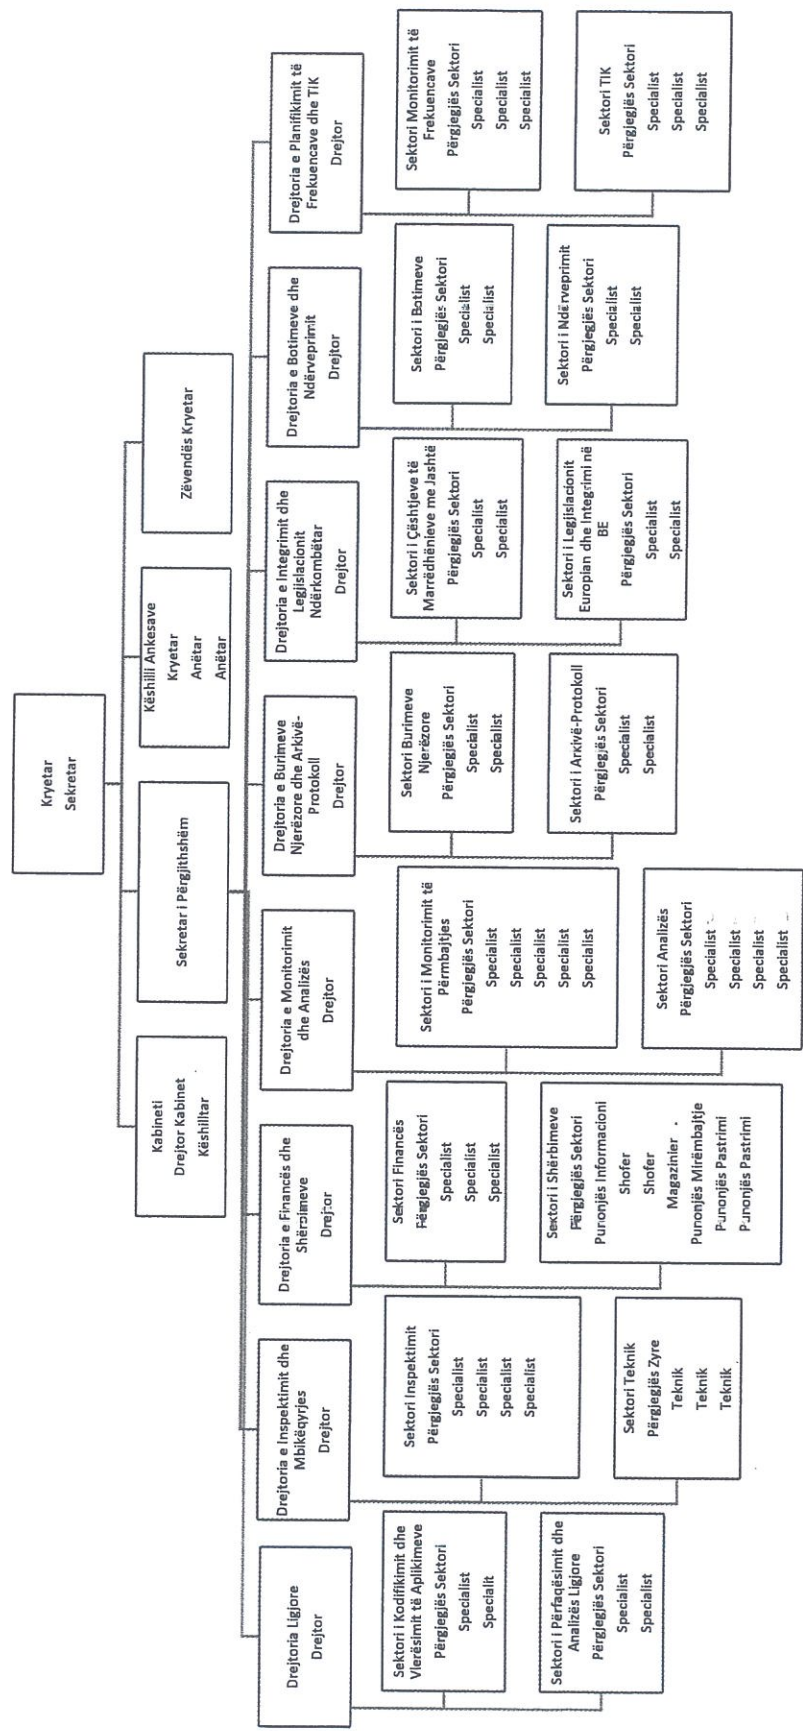 Kryetar
Sekretar
Kabineti
Drejtor Kabinet
Këshilltar
Sekretar i Përgjithshëm
Këshilli Ankesave
Kryetar
Anëtar
Anëtar
Zëvendës Kryetar
Drejtoria Ligjore
Drejtor
Sektori i Kodifikimit dhe
Vlerësimit të Aplikimeve
Përgjegjës Sektori
Specialist
Specialit
Sektori i Përfaqësimit dhe
Analizës Ligjore
Përgjegjës Sektori
Specialist
Specialist
Drejtoria e Inspektimit dhe
Mbikëqyrjes
Drejtor
Sektori Inspektimit
Përgjegjës Sektori
Specialist
Specialist
Specialist
Specialist
Sektori Teknik
Përgjegjës Zyre
Teknik
Teknik
Teknik
Drejtoria e Financës dhe
Shërbimeve
Drejtor
Sektori Financës
Përgjegjës Sektori
Specialist
Specialist
Specialist
Sektori i Shërbimeve
Përgjegjës Sektori
Punonjës Informacioni
Shofer
Shofer
Magazinier
Punonjës Mirëmbajtje
Punonjës Pastrimi
Punonjës Pastrimi
Drejtoria e Monitorimit
dhe Analizës
Drejtor
Sektori i Monitorimit të
Përmbajtjes
Përgjegjës Sektori
Specialist
Specialist
Specialist
Specialist
Specialist
Sektori Analizës
Përgjegjës Sektori
Specialist
Specialist
Specialist
Specialist
Drejtoria e Burimeve
Njerëzore dhe Arkivë-
Protokoll
Drejtor
Sektori Burimeve
Njerëzore
Përgjegjës Sektori
Specialist
Specialist
Sektori i Arkivë-Protokoll
Përgjegjës Sektori
Specialist
Specialist
Drejtoria e Integrimit dhe
Legjislacionit
Ndërkombëtar
Drejtor
Sektori i Çështjeve të
Marrëdhënieve me Jashtë
Përgjegjës Sektori
Specialist
Specialist
Sektori i Legjislacionit
Europian dhe Integrimi në
BE
Përgjegjës Sektori
Specialist
Specialist
Drejtoria e Botimeve dhe
Ndërveprimit
Drejtor
Sektori i Botimeve
Përgjegjës Sektori
Specialist
Specialist
Sektori i Ndërveprimit
Përgjegjës Sektori
Specialist
Specialist
Drejtoria e Planifikimit të
Frekuencave dhe TIK
Drejtor
Sektori Monitorimit të
Frekuencave
Përgjegjës Sektori
Specialist
Specialist
Specialist
Sektori TIK
Përgjegjës Sektori
Specialist
Specialist
Specialist